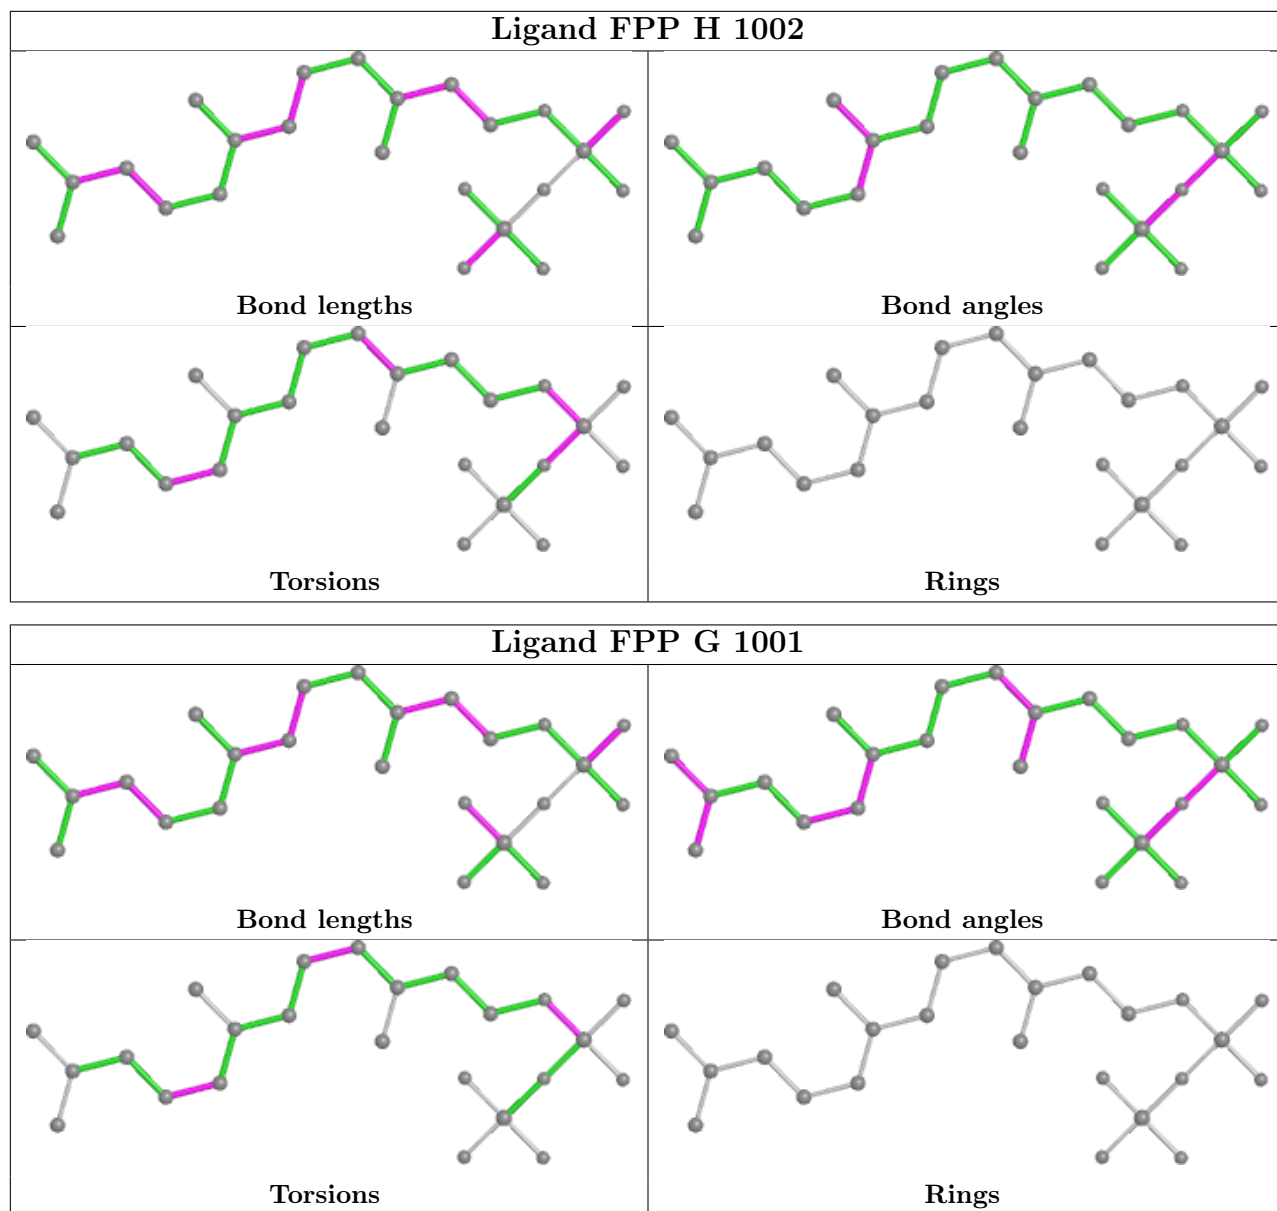 Ligand FPP H 1002
Bond lengths
Bond angles
Torsions
Rings
Ligand FPP G 1001
Bond lengths
Bond angles
Torsions
Rings